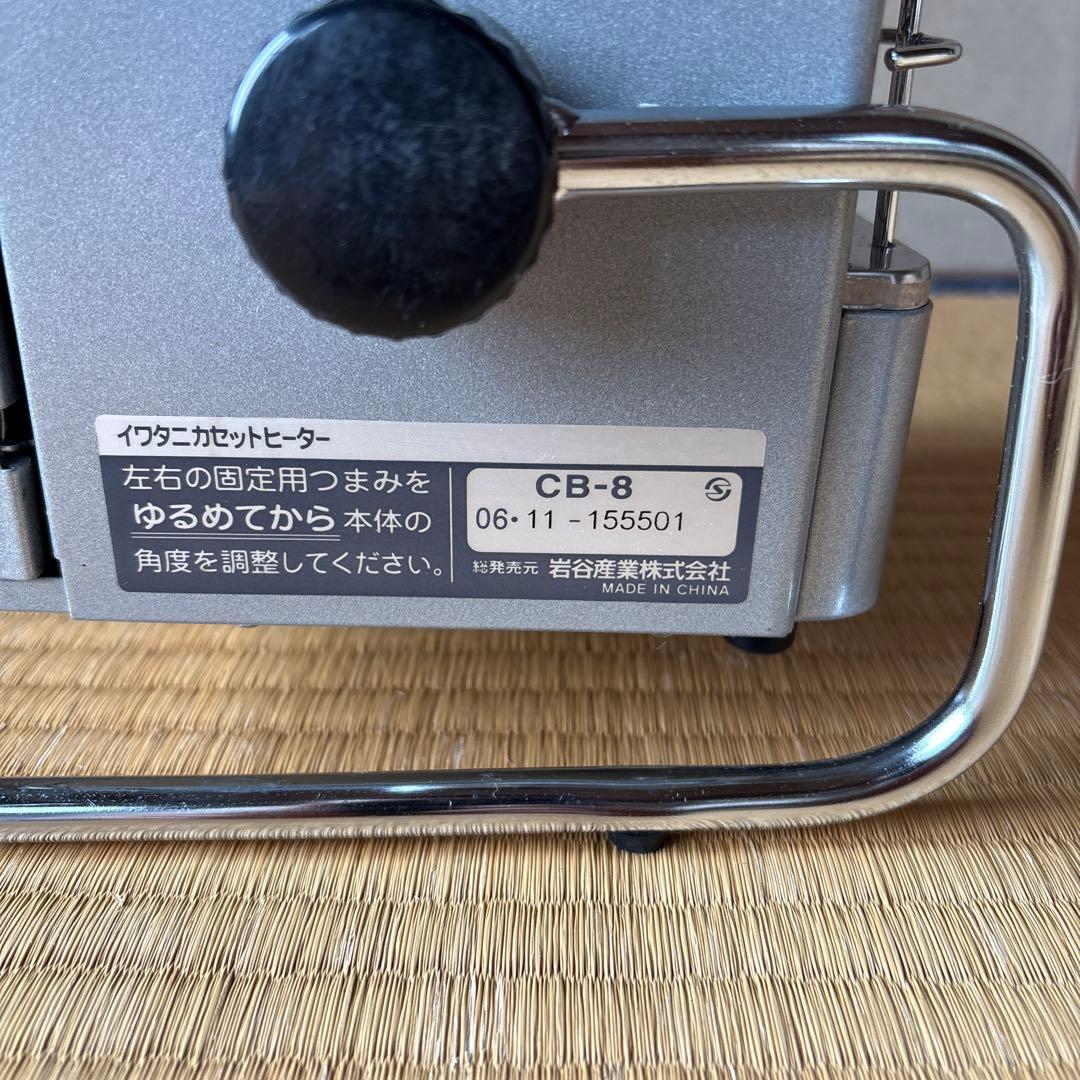 イワタニカセットヒーター
左右の固定用つまみを
ゆるめてから本体の
角度を調整してください。
CB-8
06・11-155501
総発売元 岩谷産業株式会社
MADE IN CHINA